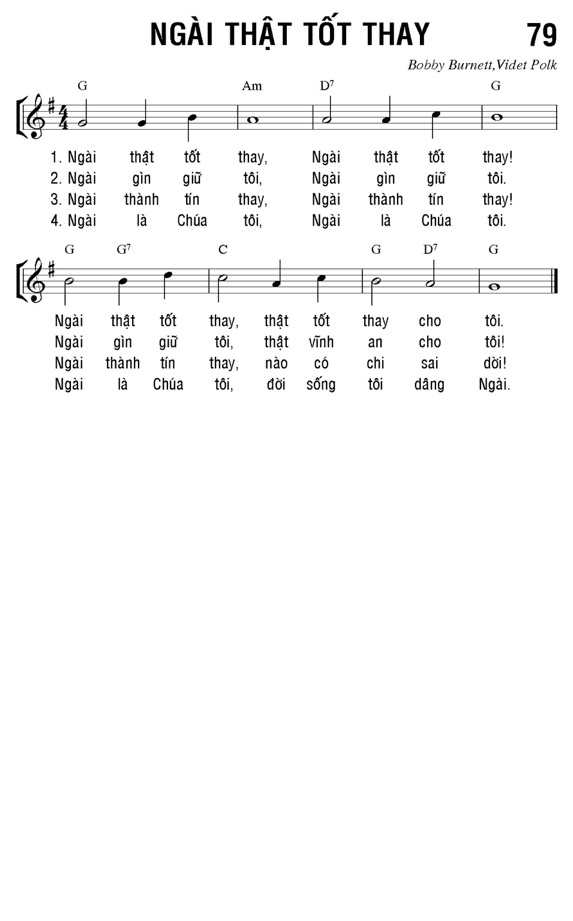 NGÀI THẬT TỐT THAY 79
Bobby Burnett,Videt Polk
G Am D7 G
1. Ngài thật tốt thay, Ngài thật tốt thay!
2. Ngài gìn giữ tôi, Ngài gìn giữ tôi.
3. Ngài thành tín thay, Ngài thành tín thay!
4. Ngài là Chúa tôi, Ngài là Chúa tôi.
G G7 C G D7 G
Ngài thật tốt thay, thật tốt thay cho tôi.
Ngài gìn giữ tôi, thật vĩnh an cho tôi!
Ngài thành tín thay, nào có chi sai dời!
Ngài là Chúa tôi, đời sống tôi dâng Ngài.